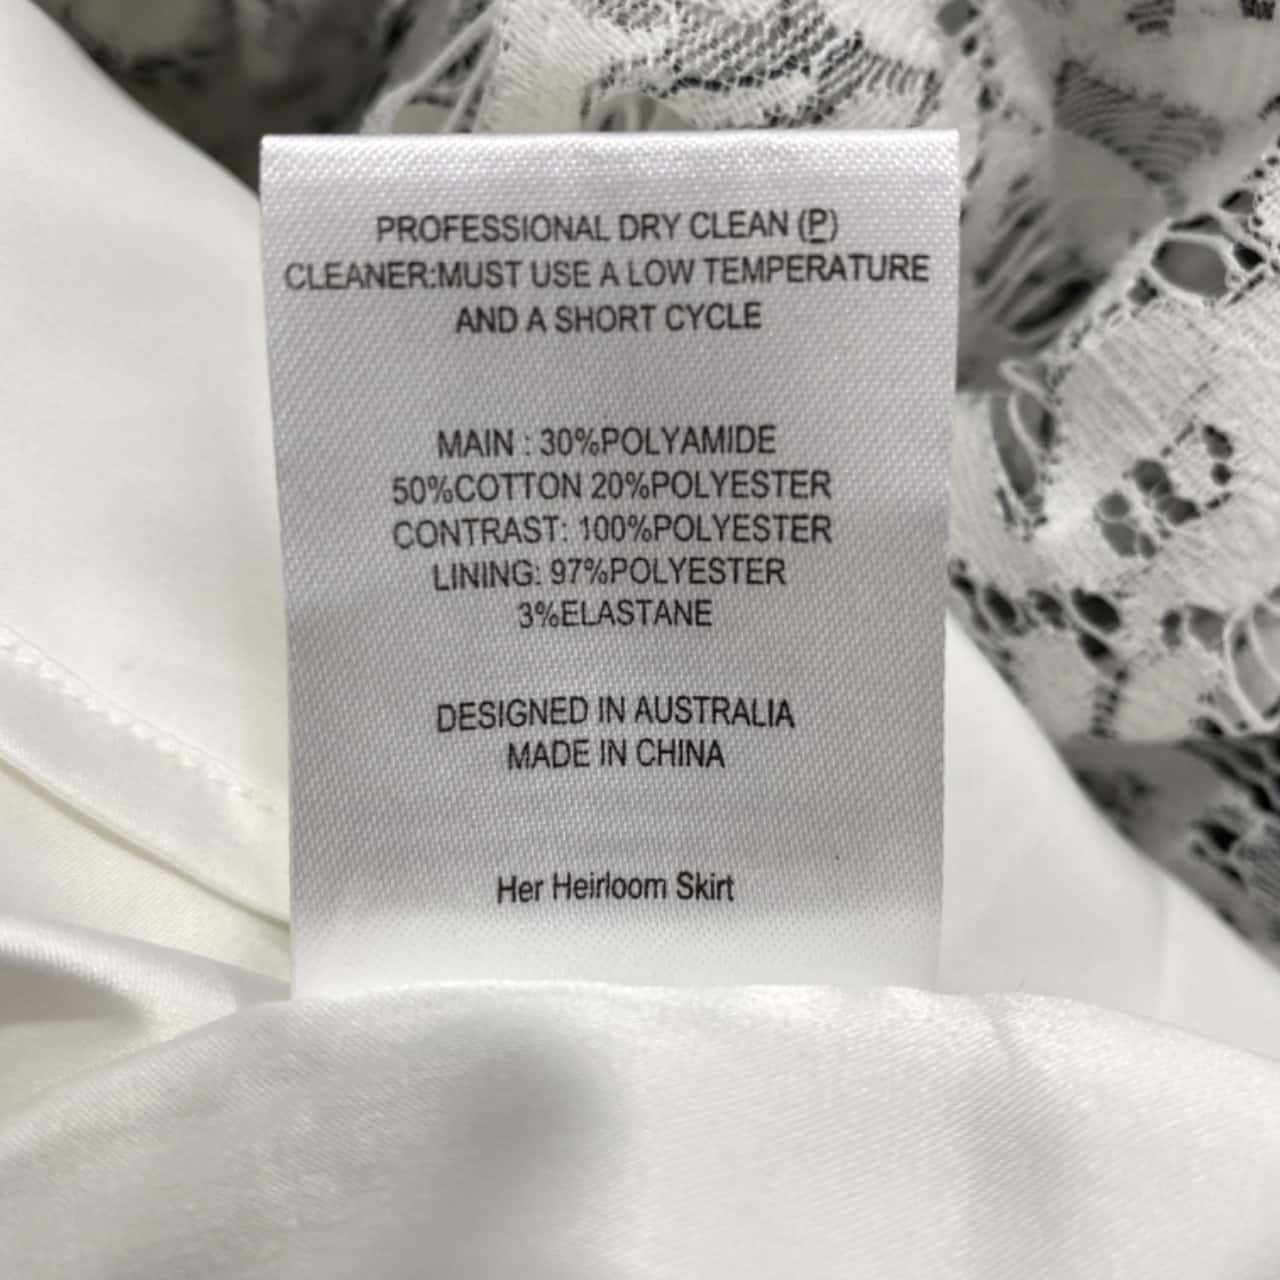 PROFESSIONAL DRY CLEAN (P)
CLEANER:MUST USE A LOW TEMPERATURE
AND A SHORT CYCLE
MAIN : 30%POLYAMIDE
50%COTTON 20%POLYESTER
CONTRAST: 100%POLYESTER
LINING: 97%POLYESTER
3%ELASTANE
DESIGNED IN AUSTRALIA
MADE IN CHINA
Her Heirloom Skirt